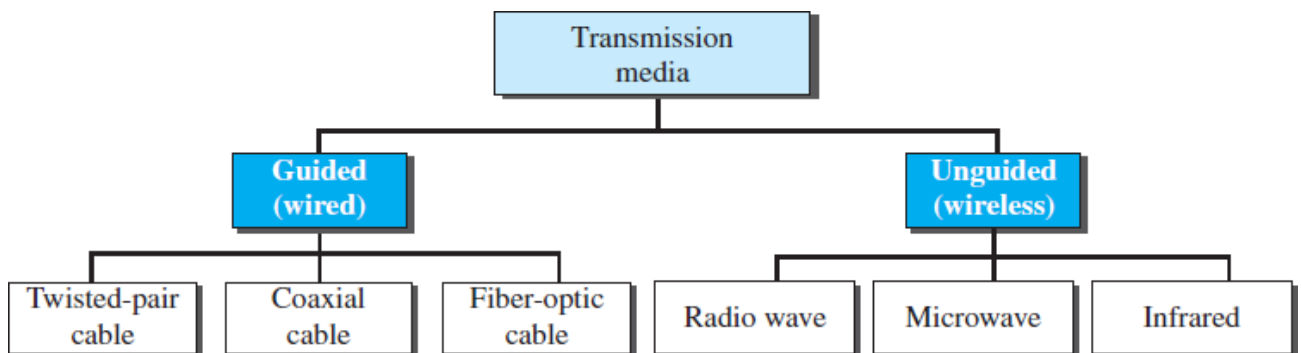 Transmission
media
Guided
(wired)
Unguided
(wireless)
Twisted-pair
cable
Coaxial
cable
Fiber-optic
cable
Radio wave
Microwave
Infrared